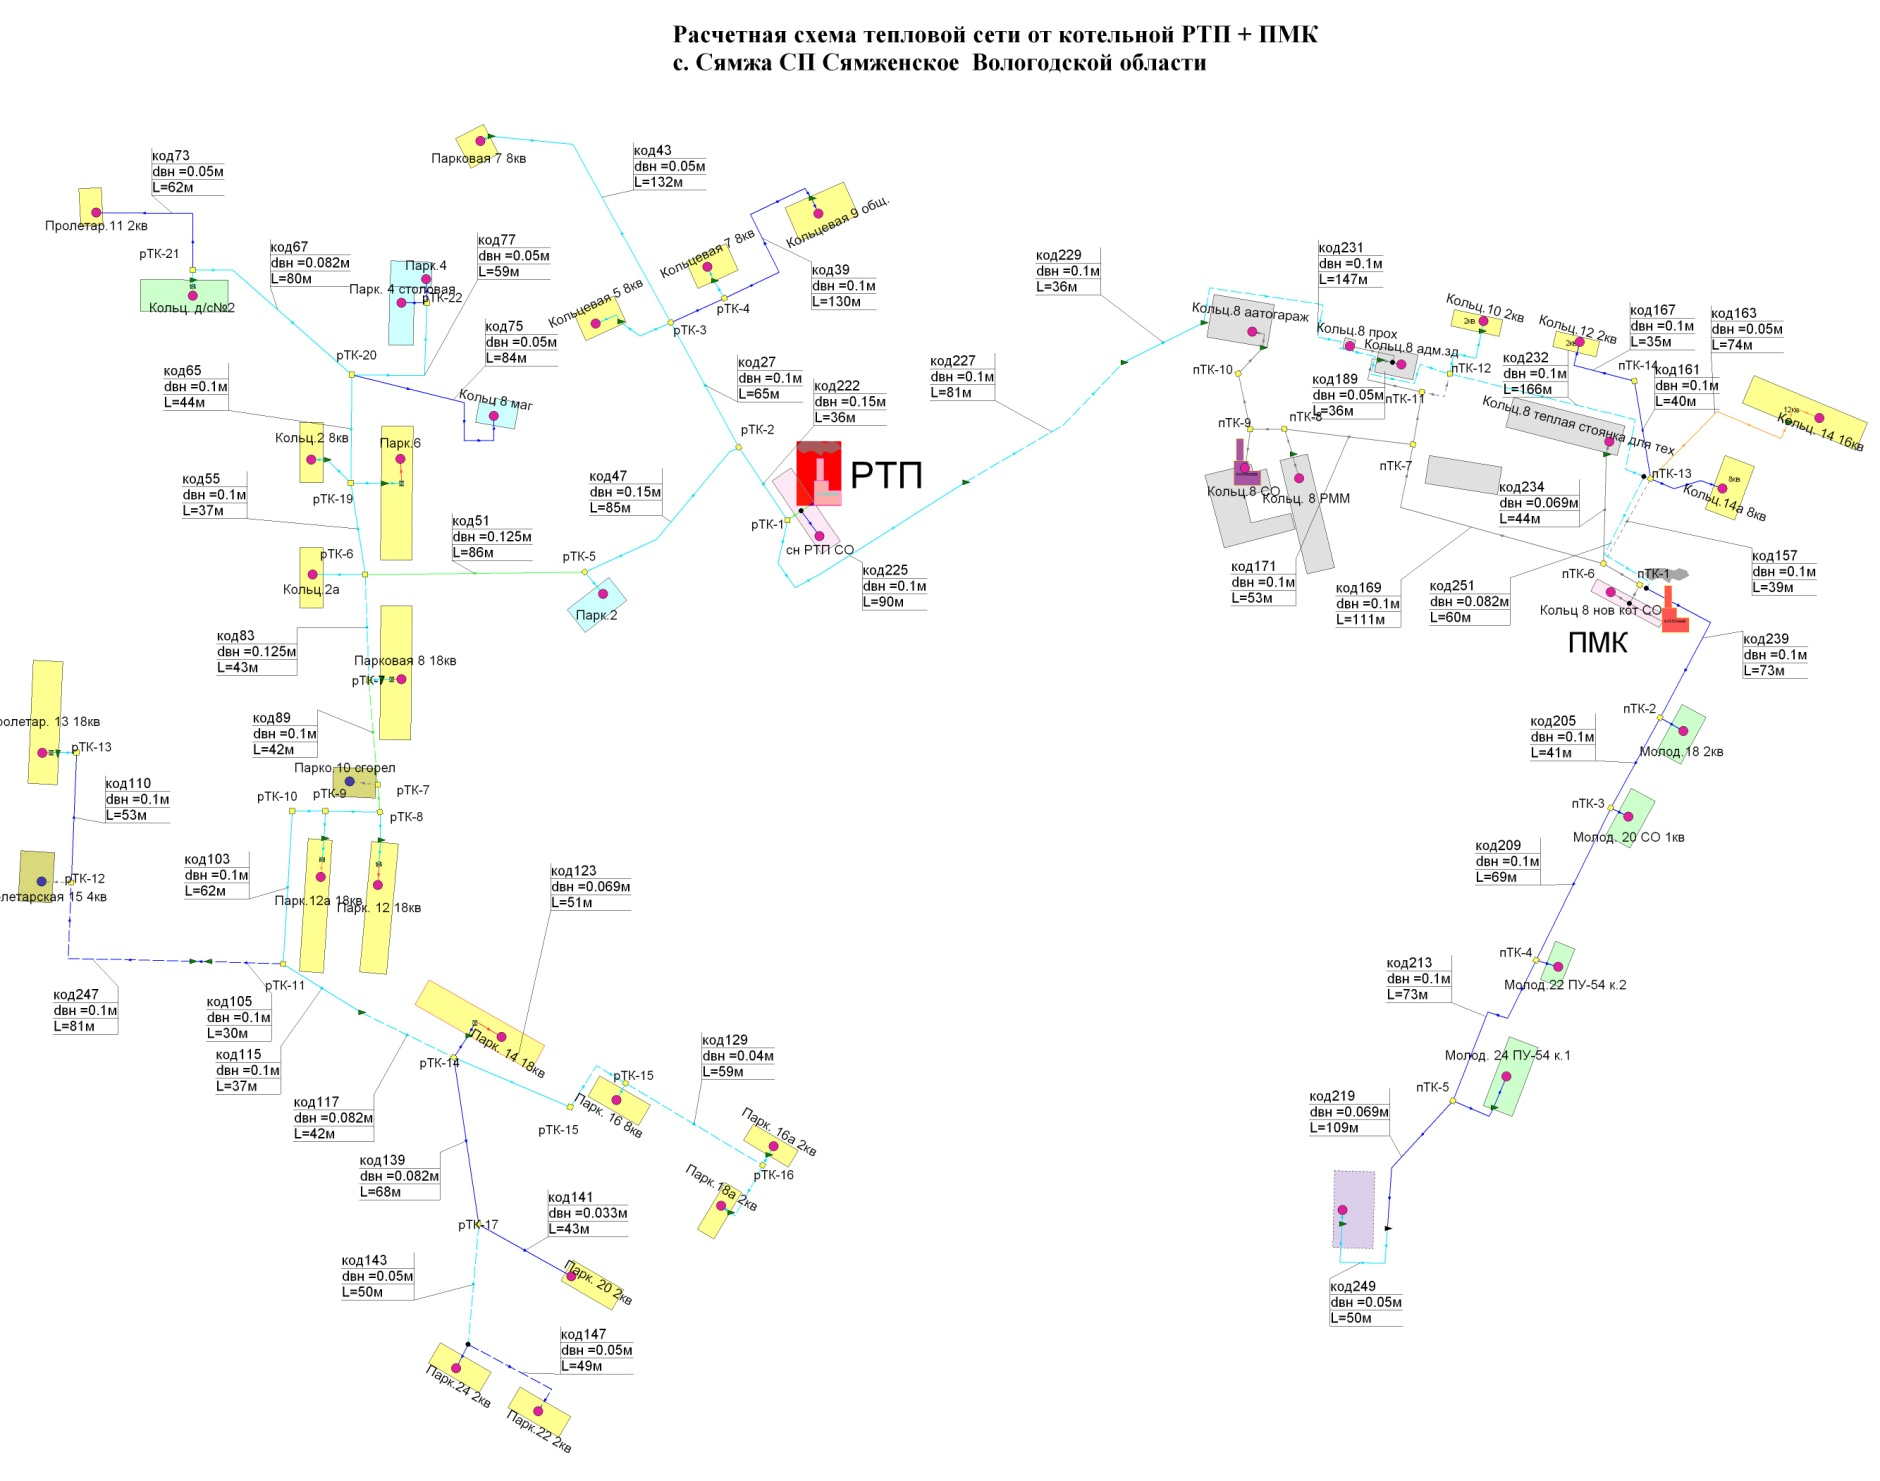 Расчетная схема тепловой сети от котельной РТП + ПМК
с. Сямжа СП Сямженское Вологодской области
код73
dвн =0.05м
L=62м
Пролетар.11 2кв
рТК-21
Кольц. д/с№2
код67
dвн =0.082м
L=80м
Парк.4
Парк. 4 столовая
рТК-22
код77
dвн =0.05м
L=59м
код75
dвн =0.05м
L=84м
рТК-20
Кольц 8 маг
код65
dвн =0.1м
L=44м
Кольц.2 8кв
Парк.6
рТК-19
код55
dвн =0.1м
L=37м
рТК-6
Кольц.2а
код51
dвн =0.125м
L=86м
Парковая 7 8кв
код43
dвн =0.05м
L=132м
Кольцевая 9 общ.
Кольцевая 7 8кв
Кольцевая 5 8кв
рТК-4
рТК-3
код39
dвн =0.1м
L=130м
код27
dвн =0.1м
L=65м
код222
dвн =0.15м
L=36м
рТК-2
РТП
рТК-1
сн РТП СО
код47
dвн =0.15м
L=85м
рТК-5
Парк.2
код225
dвн =0.1м
L=90м
код227
dвн =0.1м
L=81м
код229
dвн =0.1м
L=36м
код231
dвн =0.1м
L=147м
Кольц.8 аатогараж
Кольц.8 прох
Кольц.8 адм.зд
Кольц.10 2кв
2кв
Кольц.12 2кв
2кв
код167
dвн =0.1м
L=35м
код163
dвн =0.05м
L=74м
пТК-10
код189
dвн =0.05м
L=36м
пТК-11
пТК-12
код232
dвн =0.1м
L=166м
пТК-14
код161
dвн =0.1м
L=40м
12кв
Кольц. 14 16кв
Кольц.8 теплая стоянка для тех
пТК-9
пТК-8
пТК-7
пТК-13
8кв
Кольц.14а 8кв
Кольц.8 СО
Кольц. 8 РММ
код234
dвн =0.069м
L=44м
код171
dвн =0.1м
L=53м
код169
dвн =0.1м
L=111м
код251
dвн =0.082м
L=60м
пТК-6
пТК-1
код157
dвн =0.1м
L=39м
Кольц 8 нов кот СО
ПМК
код239
dвн =0.1м
L=73м
пТК-2
Молод.18 2кв
код205
dвн =0.1м
L=41м
пТК-3
Молод. 20 СО 1кв
код209
dвн =0.1м
L=69м
пТК-4
Молод.22 ПУ-54 к.2
код213
dвн =0.1м
L=73м
Молод. 24 ПУ-54 к.1
пТК-5
код219
dвн =0.069м
L=109м
код249
dвн =0.05м
L=50м
код83
dвн =0.125м
L=43м
Парковая 8 18кв
рТК-7
код89
dвн =0.1м
L=42м
Парко.10 сгорел
рТК-7
рТК-10
рТК-9
рТК-8
олетар. 13 18кв
рТК-13
код110
dвн =0.1м
L=53м
рТК-12
летарская 15 4кв
код103
dвн =0.1м
L=62м
Парк.12а 18кв
Парк. 12 18кв
код247
dвн =0.1м
L=81м
код105
dвн =0.1м
L=30м
рТК-11
код115
dвн =0.1м
L=37м
код117
dвн =0.082м
L=42м
код123
dвн =0.069м
L=51м
Парк. 14 18кв
рТК-14
рТК-15
рТК-15
Парк. 16 8кв
код129
dвн =0.04м
L=59м
Парк. 16а 2кв
рТК-16
Парк.18а 2кв
код139
dвн =0.082м
L=68м
рТК-17
код141
dвн =0.033м
L=43м
Парк. 20 2кв
код143
dвн =0.05м
L=50м
код147
dвн =0.05м
L=49м
Парк.24 2кв
Парк.22 2кв